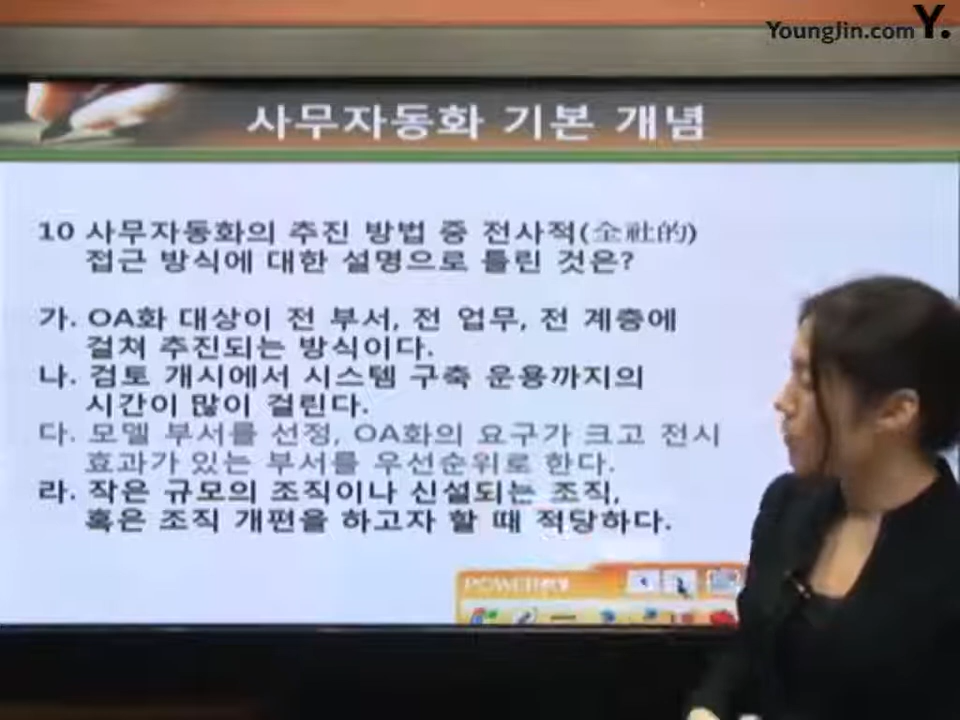 YoungJin.com Y.
사무자동화 기본 개념
10 사무자동화의 추진 방법 중 전사적(全社的)
접근 방식에 대한 설명으로 틀린 것은?
가. OA화 대상이 전 부서, 전 업무, 전 계층에
걸쳐 추진되는 방식이다.
나. 검토 개시에서 시스템 구축 운용까지의
시간이 많이 걸린다.
다. 모델 부서를 선정, OA화의 요구가 크고 전시
효과가 있는 부서를 우선순위로 한다.
라. 작은 규모의 조직이나 신설되는 조직,
혹은 조직 개편을 하고자 할 때 적당하다.